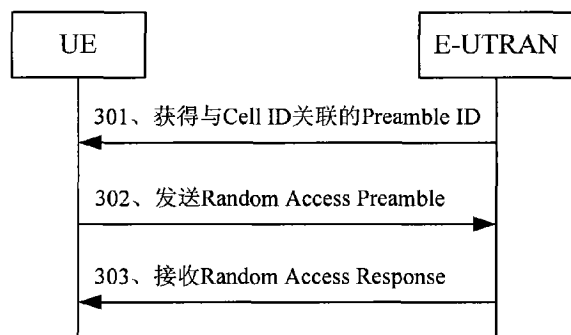 UE
E-UTRAN
301、获得与Cell ID关联的Preamble ID
302、发送Random Access Preamble
303、接收Random Access Response